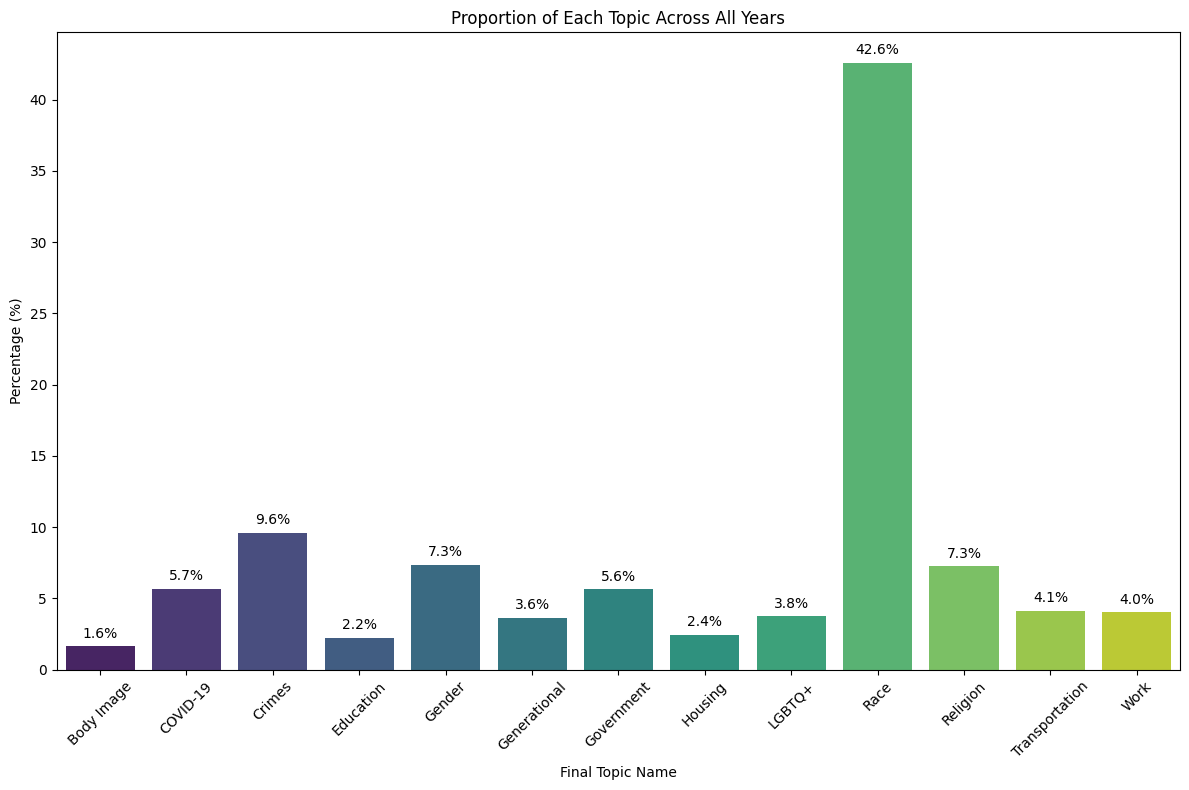 Proportion of Each Topic Across All Years
Percentage (%)
40
35
30
25
20
15
10
5
0
1.6%
5.7%
9.6%
2.2%
7.3%
3.6%
5.6%
2.4%
3.8%
42.6%
7.3%
4.1%
4.0%
Body Image
COVID-19
Crimes
Education
Gender
Generational
Government
Housing
LGBTQ+
Race
Religion
Transportation
Work
Final Topic Name